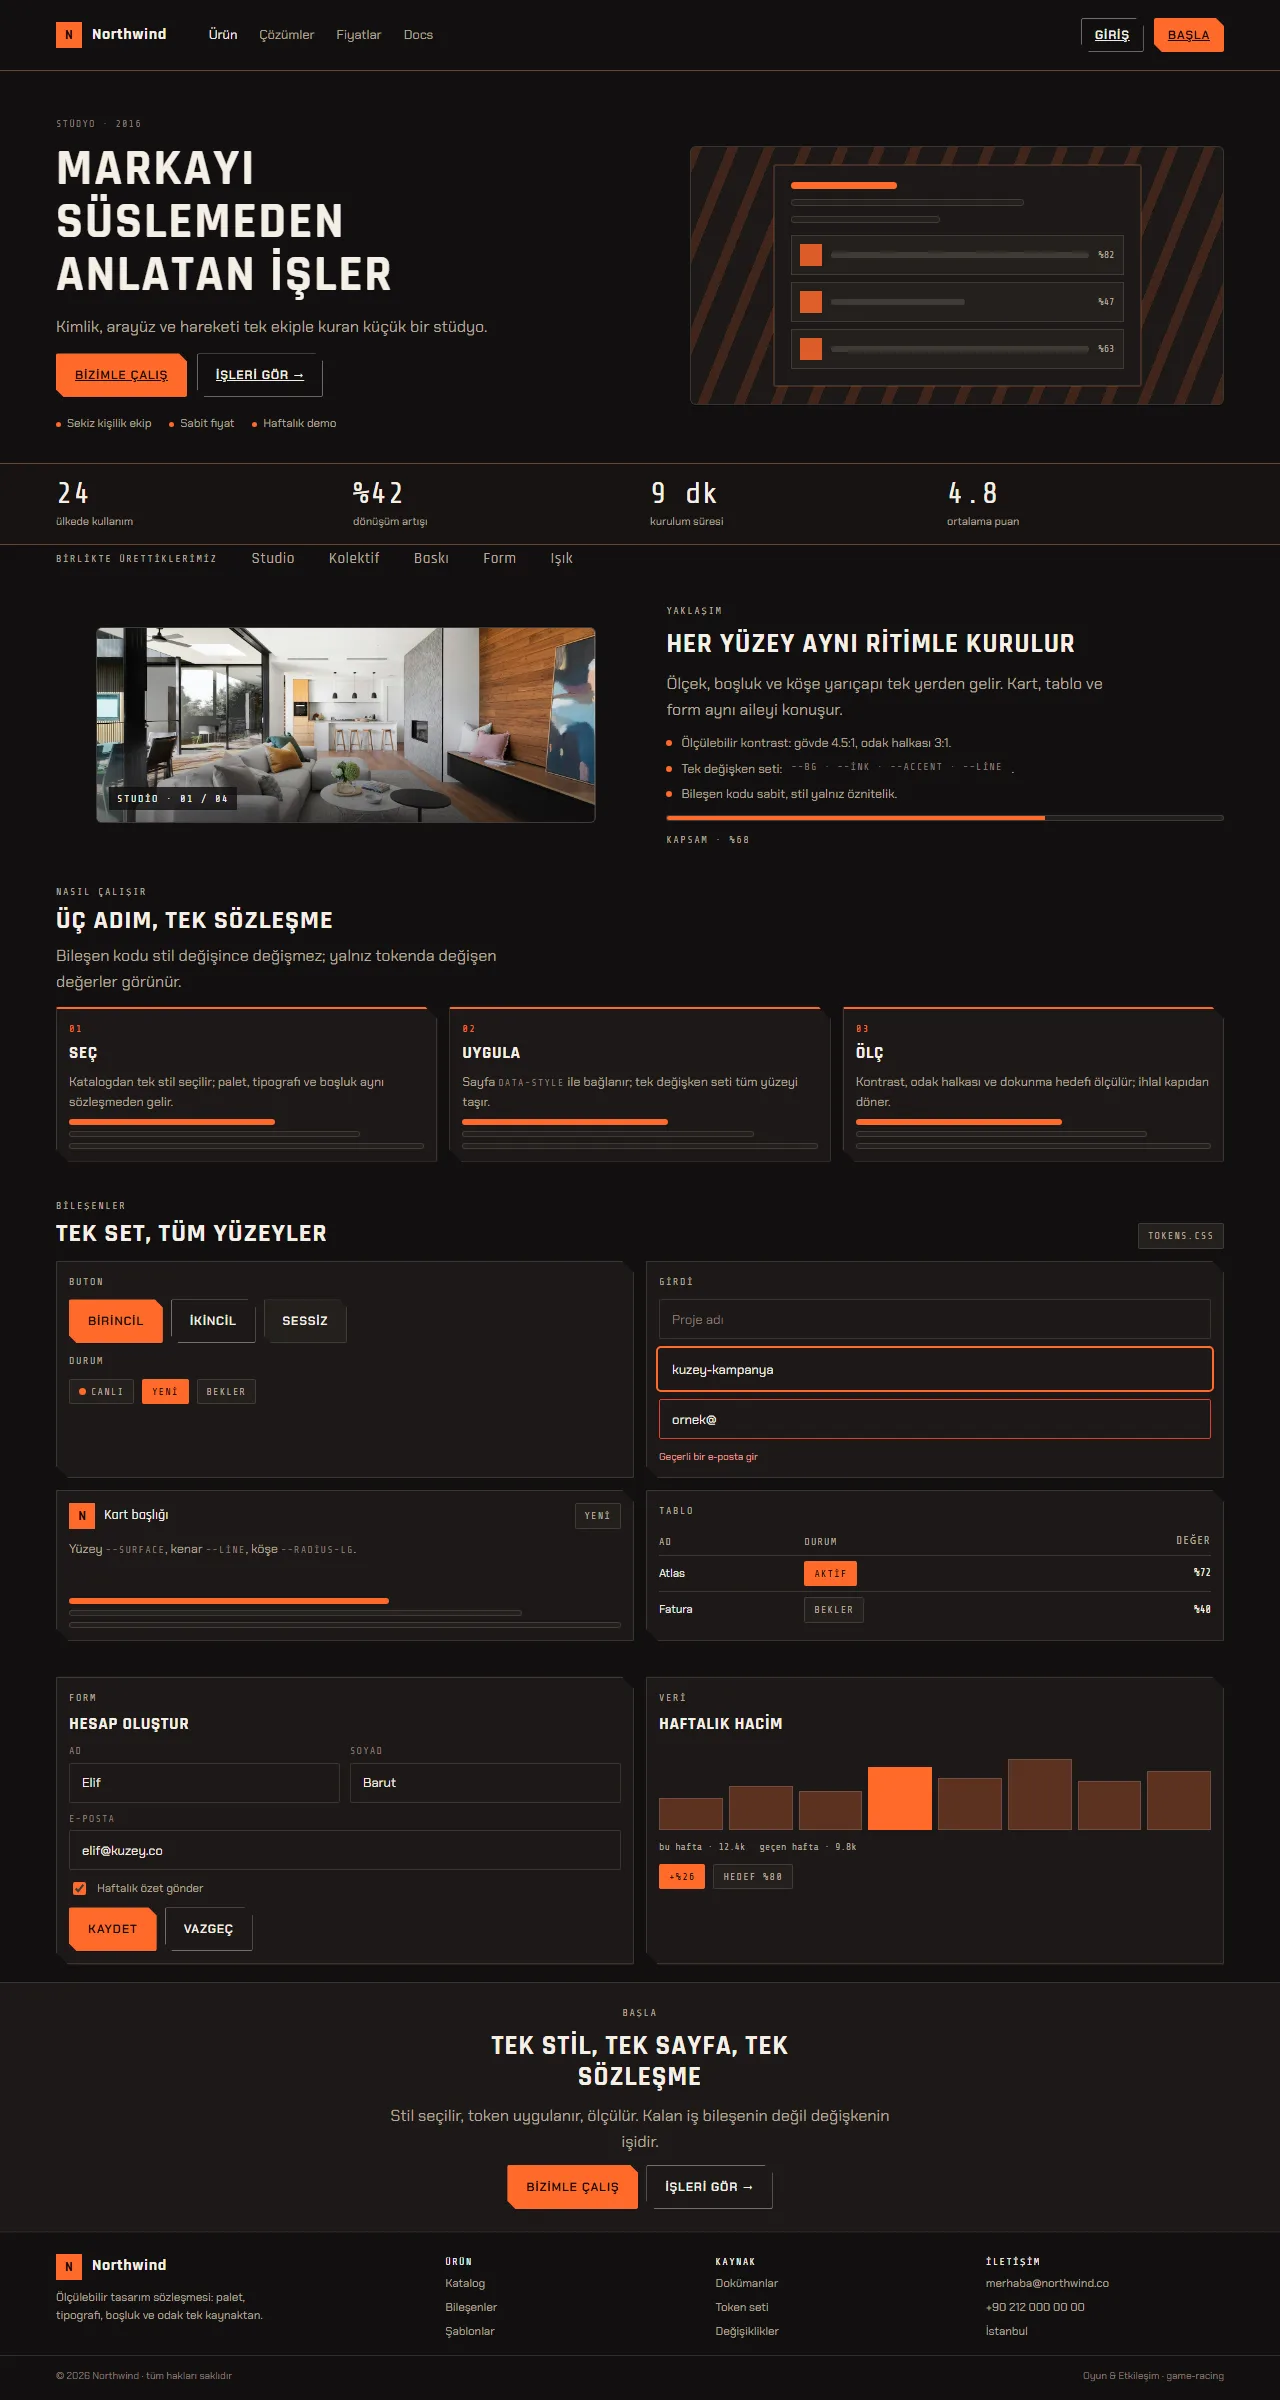 N Northwind Ürün Çözümler Fiyatlar Docs GİRİŞ BAŞLA
STÜDYO · 2016
MARKAYI
SÜSLEMEDEN
ANLATAN İŞLER
Kimlik, arayüz ve hareketi tek ekiple kuran küçük bir stüdyo.
BİZİMLE ÇALIŞ İŞLERİ GÖR →
Sekiz kişilik ekip Sabit fiyat Haftalık demo
%82
%47
%63
24 %42 9 dk 4.8
ülkede kullanım dönüşüm artışı kurulum süresi ortalama puan
BİRLİKTE ÜRETTİKLERİMİZ Studio Kolektif Baskı Form Işık
STUDİO · 01 / 04
YAKLAŞIM
HER YÜZEY AYNI RİTİMLE KURULUR
Ölçek, boşluk ve köşe yarıçapı tek yerden gelir. Kart, tablo ve
form aynı aileyi konuşur.
Ölçülebilir kontrast: gövde 4.5:1, odak halkası 3:1.
Tek değişken seti: --BG · --İNK · --ACCENT · --LİNE .
Bileşen kodu sabit, stil yalnız öznitelik.
KAPSAM · %68
NASIL ÇALIŞIR
ÜÇ ADIM, TEK SÖZLEŞME
Bileşen kodu stil değişince değişmez; yalnız tokenda değişen
değerler görünür.
01
SEÇ
Katalogdan tek stil seçilir; palet, tipografi ve boşluk aynı
sözleşmeden gelir.
02
UYGULA
Sayfa DATA-STYLE ile bağlanır; tek değişken seti tüm yüzeyi
taşır.
03
ÖLÇ
Kontrast, odak halkası ve dokunma hedefi ölçülür; ihlal kapıdan
döner.
BİLEŞENLER
TEK SET, TÜM YÜZEYLER
TOKENS.CSS
BUTON
BİRİNCİL İKİNCİL SESSİZ
DURUM
CANLI YENİ BEKLER
GİRDİ
Proje adı
kuzey-kampanya
ornek@
Geçerli bir e-posta gir
N Kart başlığı YENİ
Yüzey --SURFACE, kenar --LİNE, köşe --RADİUS-LG.
TABLO
AD DURUM DEĞER
Atlas AKTİF %72
Fatura BEKLER %40
FORM
HESAP OLUŞTUR
AD SOYAD
Elif Barut
E-POSTA
elif@kuzey.co
Haftalık özet gönder
KAYDET VAZGEÇ
VERİ
HAFTALIK HACİM
bu hafta · 12.4k geçen hafta · 9.8k
+%26 HEDEF %80
BAŞLA
TEK STİL, TEK SAYFA, TEK
SÖZLEŞME
Stil seçilir, token uygulanır, ölçülür. Kalan iş bileşenin değil değişkenin
işidir.
BİZİMLE ÇALIŞ İŞLERİ GÖR →
N Northwind
Ölçülebilir tasarım sözleşmesi: palet,
tipografi, boşluk ve odak tek kaynaktan.
ÜRÜN
Katalog
Bileşenler
Şablonlar
KAYNAK
Dokümanlar
Token seti
Değişiklikler
İLETİŞİM
merhaba@northwind.co
+90 212 000 00 00
İstanbul
© 2026 Northwind · tüm hakları saklıdır
Oyun & Etkileşim · game-racing